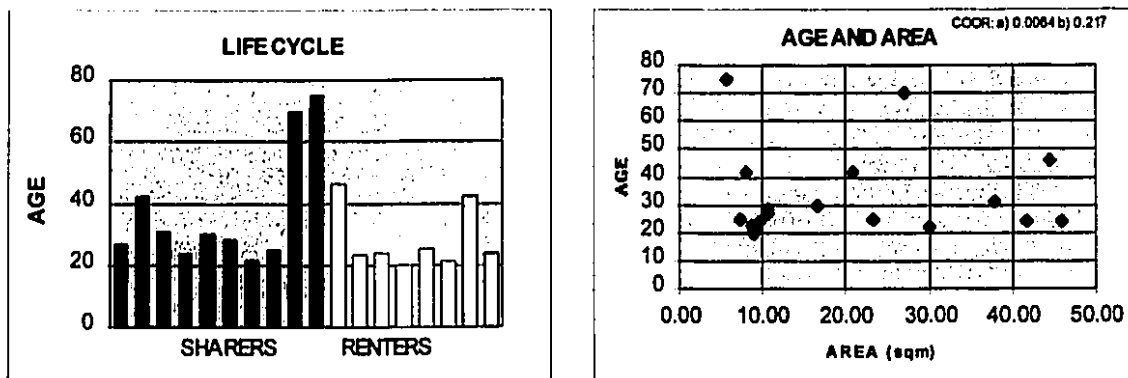 LIFE CYCLE
AGE
80
60
40
20
0
SHARERS RENTERS
COOR: a) 0.0064 b) 0.217
AGE AND AREA
AGE
80
70
60
50
40
30
20
10
0
0.00 10.00 20.00 30.00 40.00 50.00
AREA (sqm)